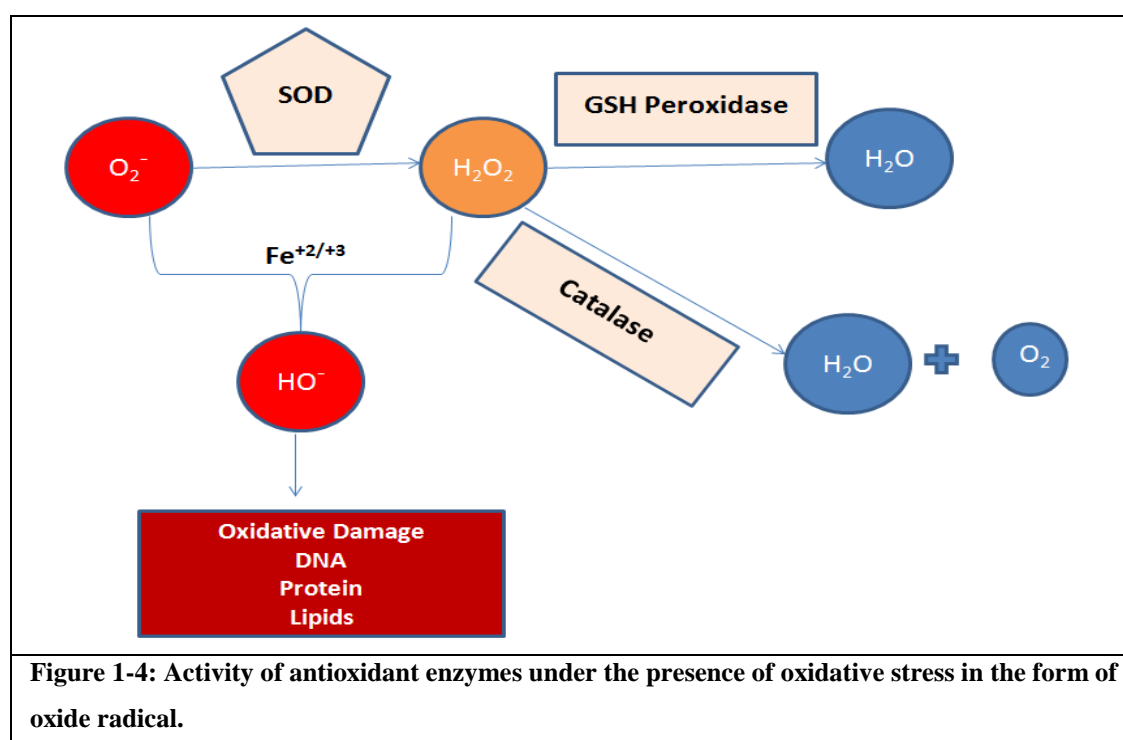 SOD
GSH Peroxidase
O₂⁻
H₂O₂
H₂O
Fe⁺²/⁺³
Catalase
HO⁻
H₂O
O₂
Oxidative Damage
DNA
Protein
Lipids
Figure 1-4: Activity of antioxidant enzymes under the presence of oxidative stress in the form of
oxide radical.